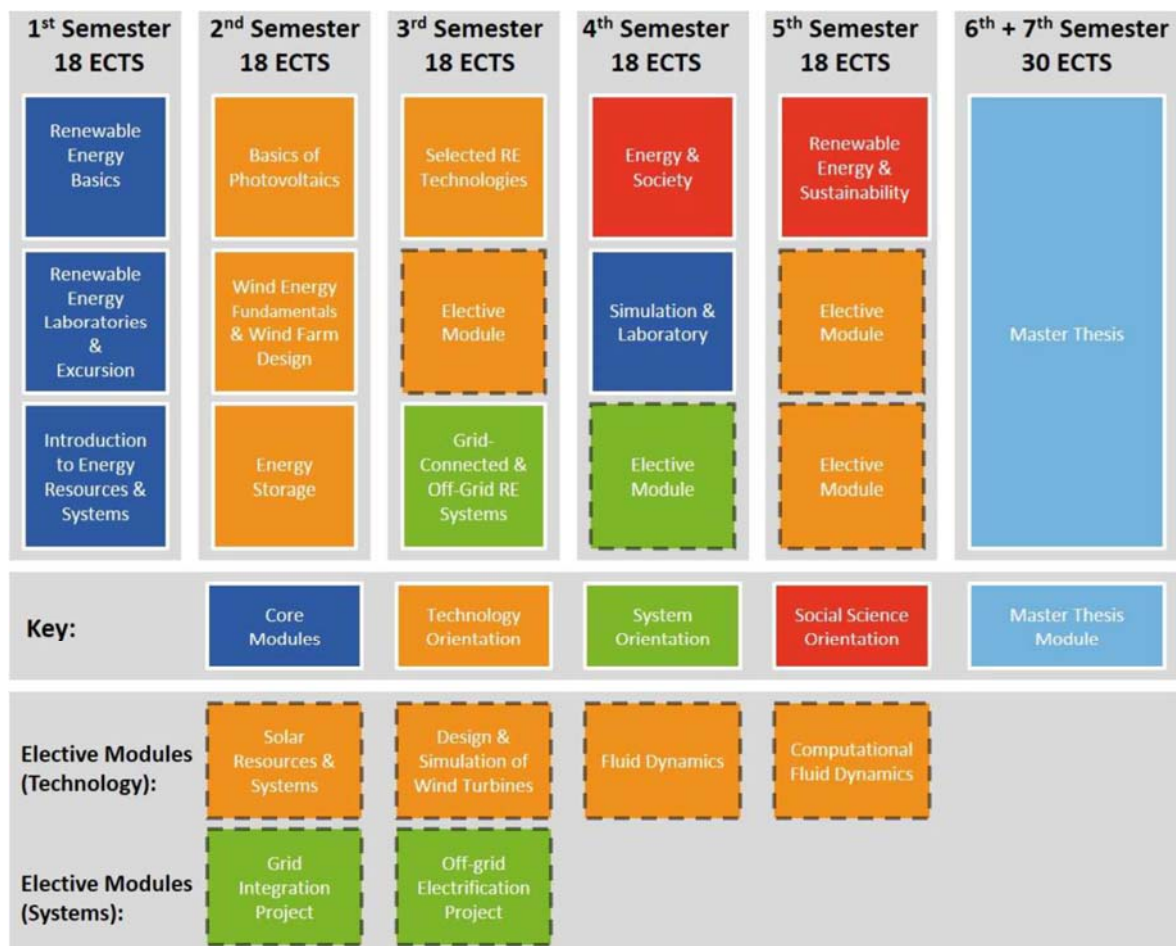 1st Semester
18 ECTS
2nd Semester
18 ECTS
3rd Semester
18 ECTS
4th Semester
18 ECTS
5th Semester
18 ECTS
6th + 7th Semester
30 ECTS
Renewable
Energy
Basics
Basics of
Photovoltaics
Selected RE
Technologies
Energy &
Society
Renewable
Energy &
Sustainability
Renewable
Energy
Laboratories
&
Excursion
Wind Energy
Fundamentals
& Wind Farm
Design
Elective
Module
Simulation &
Laboratory
Elective
Module
Master Thesis
Introduction
to Energy
Resources &
Systems
Energy
Storage
Grid-
Connected &
Off-Grid RE
Systems
Elective
Module
Elective
Module
Key:
Core
Modules
Technology
Orientation
System
Orientation
Social Science
Orientation
Master Thesis
Module
Elective Modules
(Technology):
Solar
Resources &
Systems
Design &
Simulation of
Wind Turbines
Fluid Dynamics
Computational
Fluid Dynamics
Elective Modules
(Systems):
Grid
Integration
Project
Off-grid
Electrification
Project